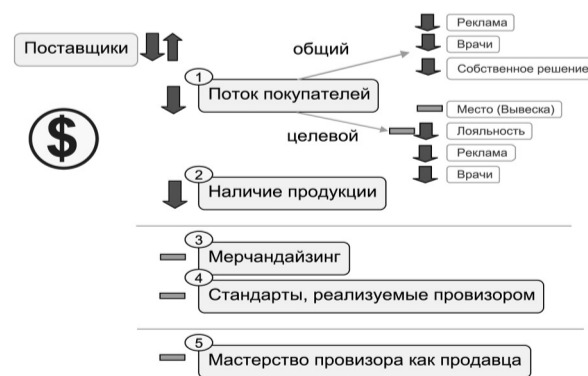 Поставщики
общий
Реклама
Врачи
Собственное решение
1
Поток покупателей
целевой
Место (Вывеска)
Лояльность
Реклама
Врачи
$
2
Наличие продукции
3
Мерчандайзинг
4
Стандарты, реализуемые провизором
5
Мастерство провизора как продавца